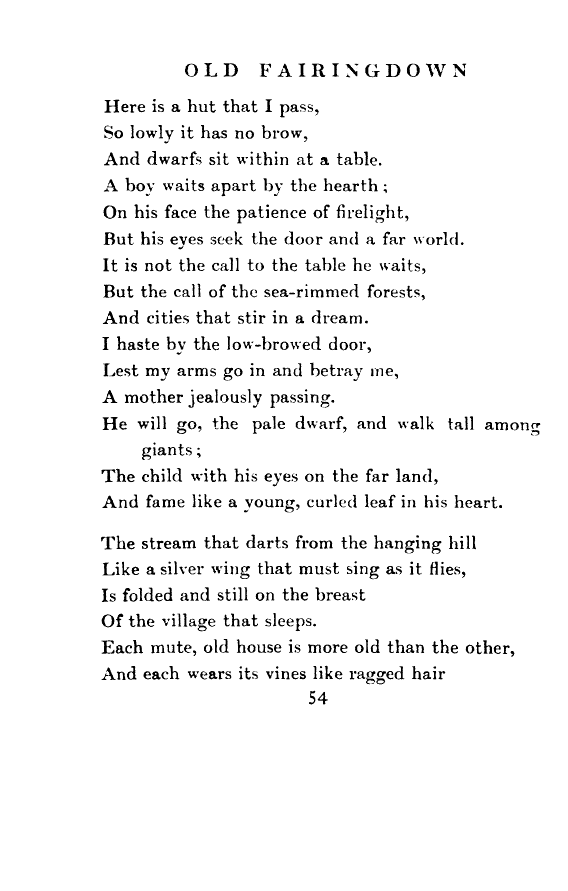 OLD FAIRINGDOWN
Here is a hut that I pass,
So lowly it has no brow,
And dwarfs sit within at a table.
A boy waits apart by the hearth ;
On his face the patience of firelight,
But his eyes seek the door and a far world.
It is not the call to the table he waits,
But the call of the sea-rimmed forests,
And cities that stir in a dream.
I haste by the low-browed door,
Lest my arms go in and betray me,
A mother jealously passing.
He will go, the pale dwarf, and walk tall among
giants ;
The child with his eyes on the far land,
And fame like a young, curled leaf in his heart.
The stream that darts from the hanging hill
Like a silver wing that must sing as it flies,
Is folded and still on the breast
Of the village that sleeps.
Each mute, old house is more old than the other,
And each wears its vines like ragged hair
54